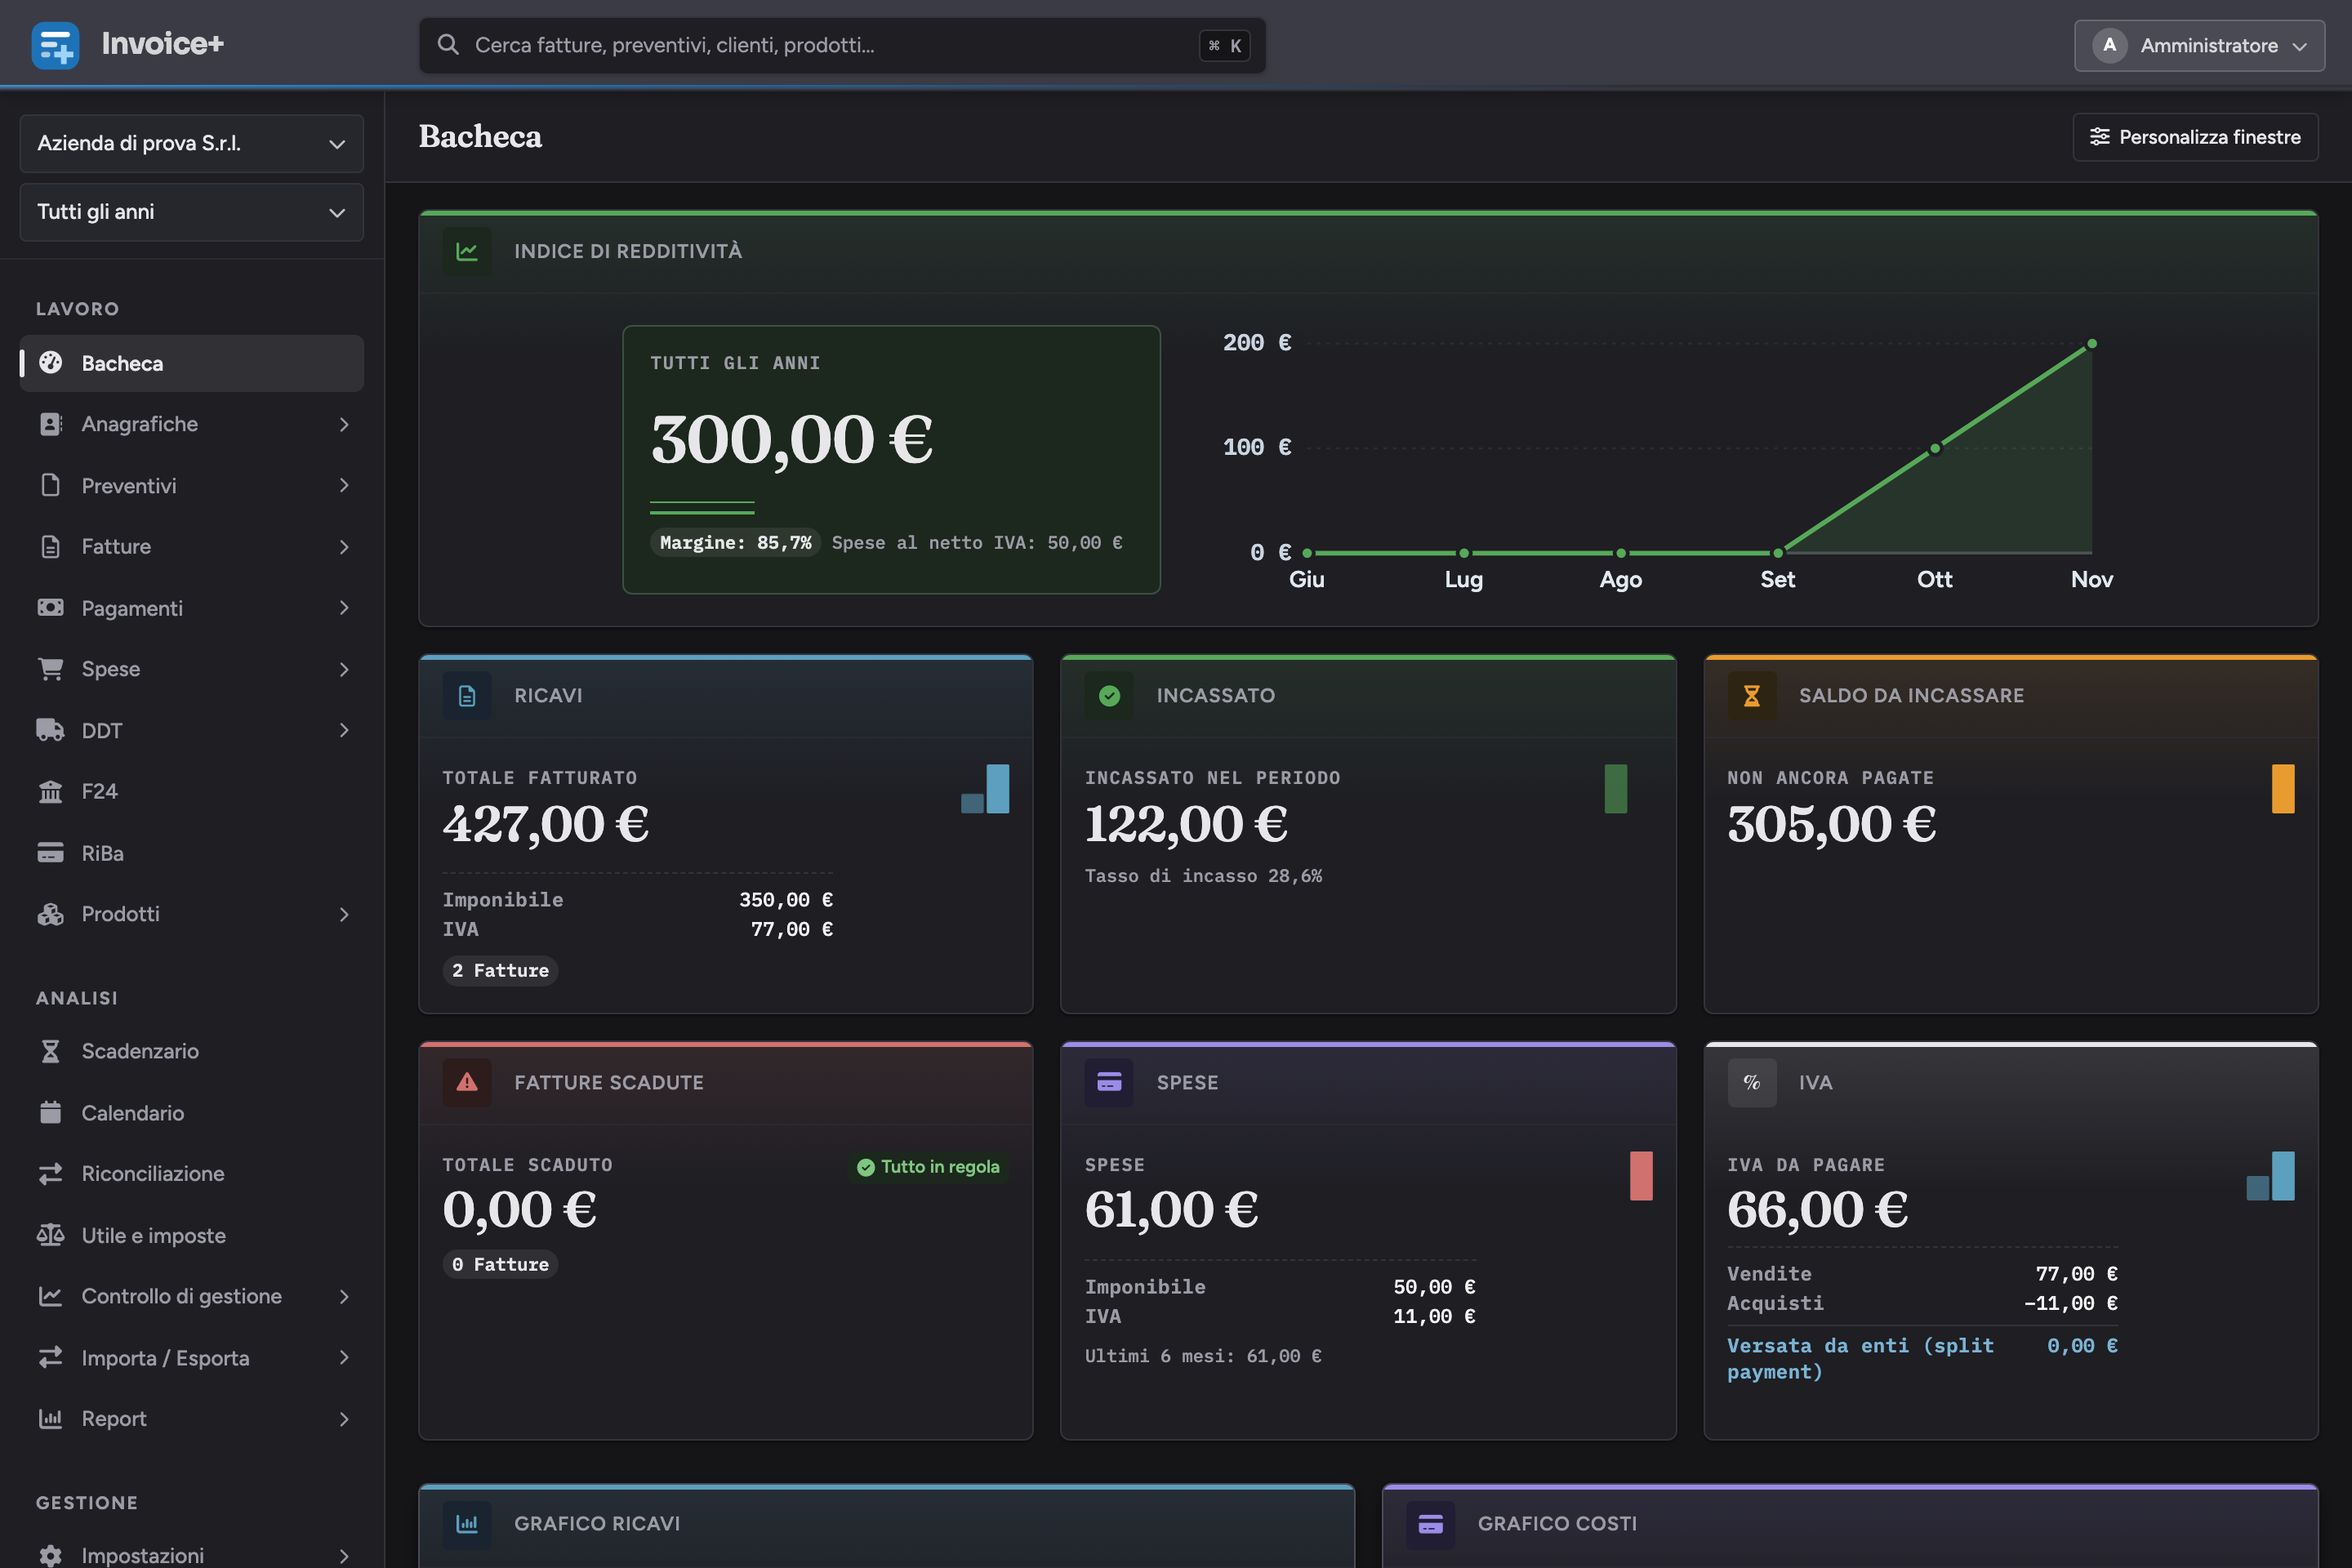 Invoice+
Cerca fatture, preventivi, clienti, prodotti...
⌘ K
A
Amministratore
Azienda di prova S.r.l.
Tutti gli anni
LAVORO
Bacheca
Anagrafiche
Preventivi
Fatture
Pagamenti
Spese
DDT
F24
RiBa
Prodotti
ANALISI
Scadenzario
Calendario
Riconciliazione
Utile e imposte
Controllo di gestione
Importa / Esporta
Report
GESTIONE
Impostazioni
Bacheca
Personalizza finestre
INDICE DI REDDITIVITÀ
TUTTI GLI ANNI
300,00 €
Margine: 85,7% Spese al netto IVA: 50,00 €
200 €
100 €
0 €
Giu Lug Ago Set Ott Nov
RICAVI
TOTALE FATTURATO
427,00 €
Imponibile 350,00 €
IVA 77,00 €
2 Fatture
INCASSATO
INCASSATO NEL PERIODO
122,00 €
Tasso di incasso 28,6%
SALDO DA INCASSARE
NON ANCORA PAGATE
305,00 €
FATTURE SCADUTE
TOTALE SCADUTO
Tutto in regola
0,00 €
0 Fatture
SPESE
SPESE
61,00 €
Imponibile 50,00 €
IVA 11,00 €
Ultimi 6 mesi: 61,00 €
%
IVA
IVA DA PAGARE
66,00 €
Vendite 77,00 €
Acquisti −11,00 €
Versata da enti (split 0,00 €
payment)
GRAFICO RICAVI
GRAFICO COSTI